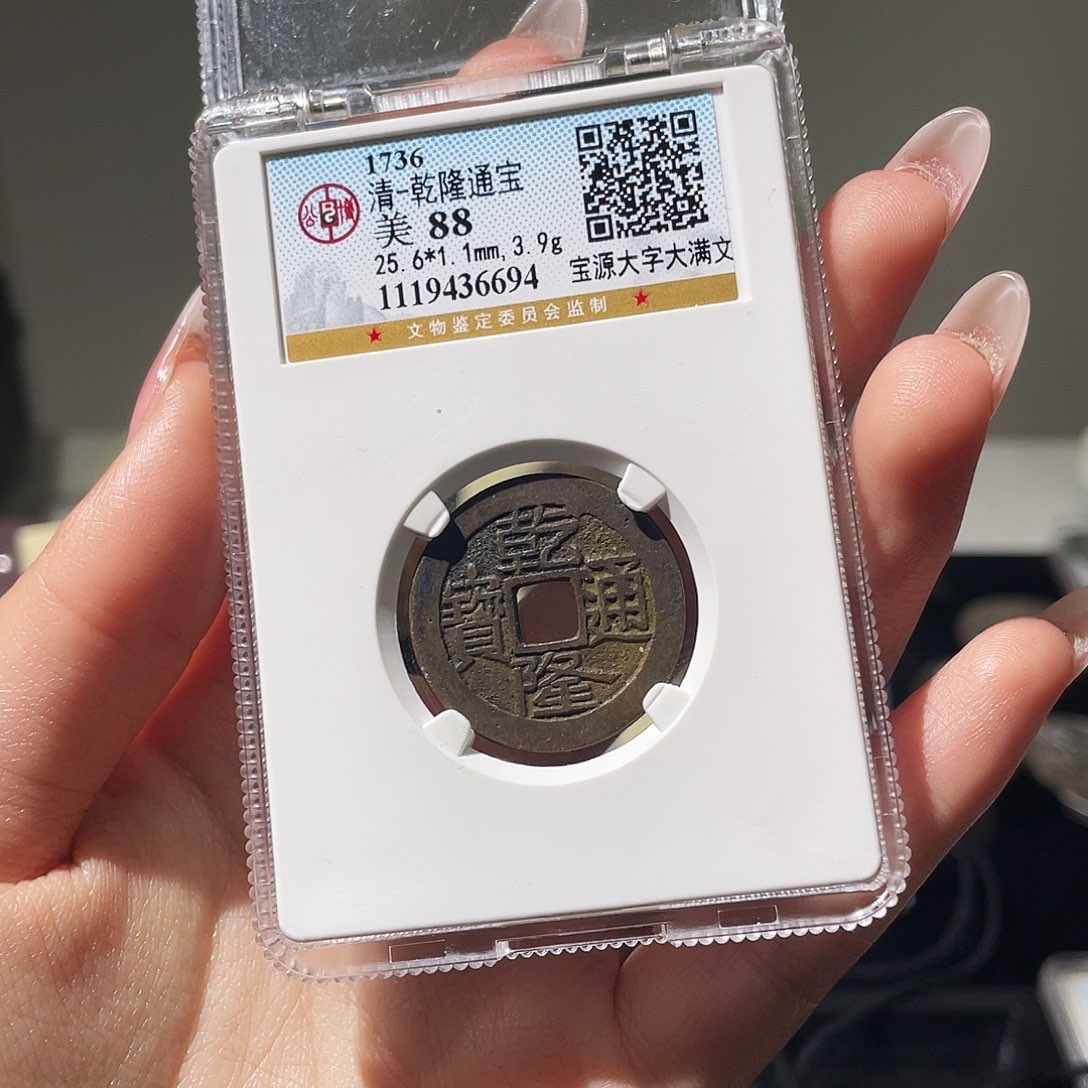 1736
清-乾隆通宝
美 88
25.6*1.1mm,3.9g
1119436694
宝源大字大满文
★ 文物鉴定委员会监制 ★
乾
隆
通
寶